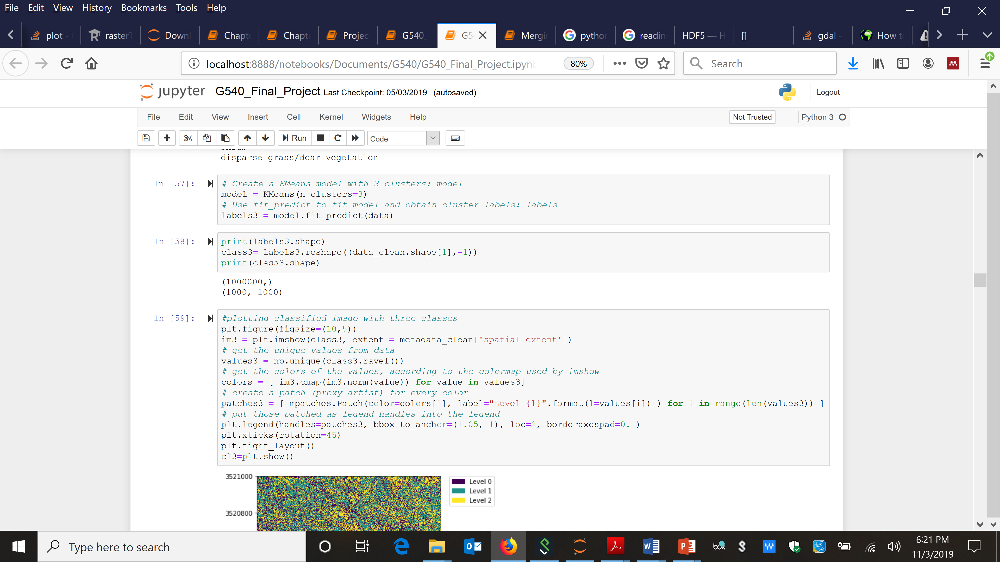 File Edit View History Bookmarks Tools Help
plot - raster Downl Chapte Chapte Projec G540_ G5 Mergin python readin HDF5 — H [] gdal - How to
localhost:8888/notebooks/Documents/G540/G540_Final_Project.ipynb 80% Search
jupyter G540_Final_Project Last Checkpoint: 05/03/2019 (autosaved) Logout
File Edit View Insert Cell Kernel Widgets Help Not Trusted Python 3
Run Code
disparse grass/dear vegetation
In [57]: # Create a KMeans model with 3 clusters: model
model = KMeans(n_clusters=3)
# Use fit_predict to fit model and obtain cluster labels: labels
labels3 = model.fit_predict(data)
In [58]: print(labels3.shape)
class3= labels3.reshape((data_clean.shape[1],-1))
print(class3.shape)
(1000000,)
(1000, 1000)
In [59]: #plotting classified image with three classes
plt.figure(figsize=(10,5))
im3 = plt.imshow(class3, extent = metadata_clean['spatial extent'])
# get the unique values from data
values3 = np.unique(class3.ravel())
# get the colors of the values, according to the colormap used by imshow
colors = [ im3.cmap(im3.norm(value)) for value in values3]
# create a patch (proxy artist) for every color
patches3 = [ mpatches.Patch(color=colors[i], label="Level {l}".format(l=values[i]) ) for i in range(len(values3)) ]
# put those patched as legend-handles into the legend
plt.legend(handles=patches3, bbox_to_anchor=(1.05, 1), loc=2, borderaxespad=0. )
plt.xticks(rotation=45)
plt.tight_layout()
cl3=plt.show()
3521000
Level 0
Level 1
Level 2
3520800
Type here to search
box
6:21 PM
11/3/2019